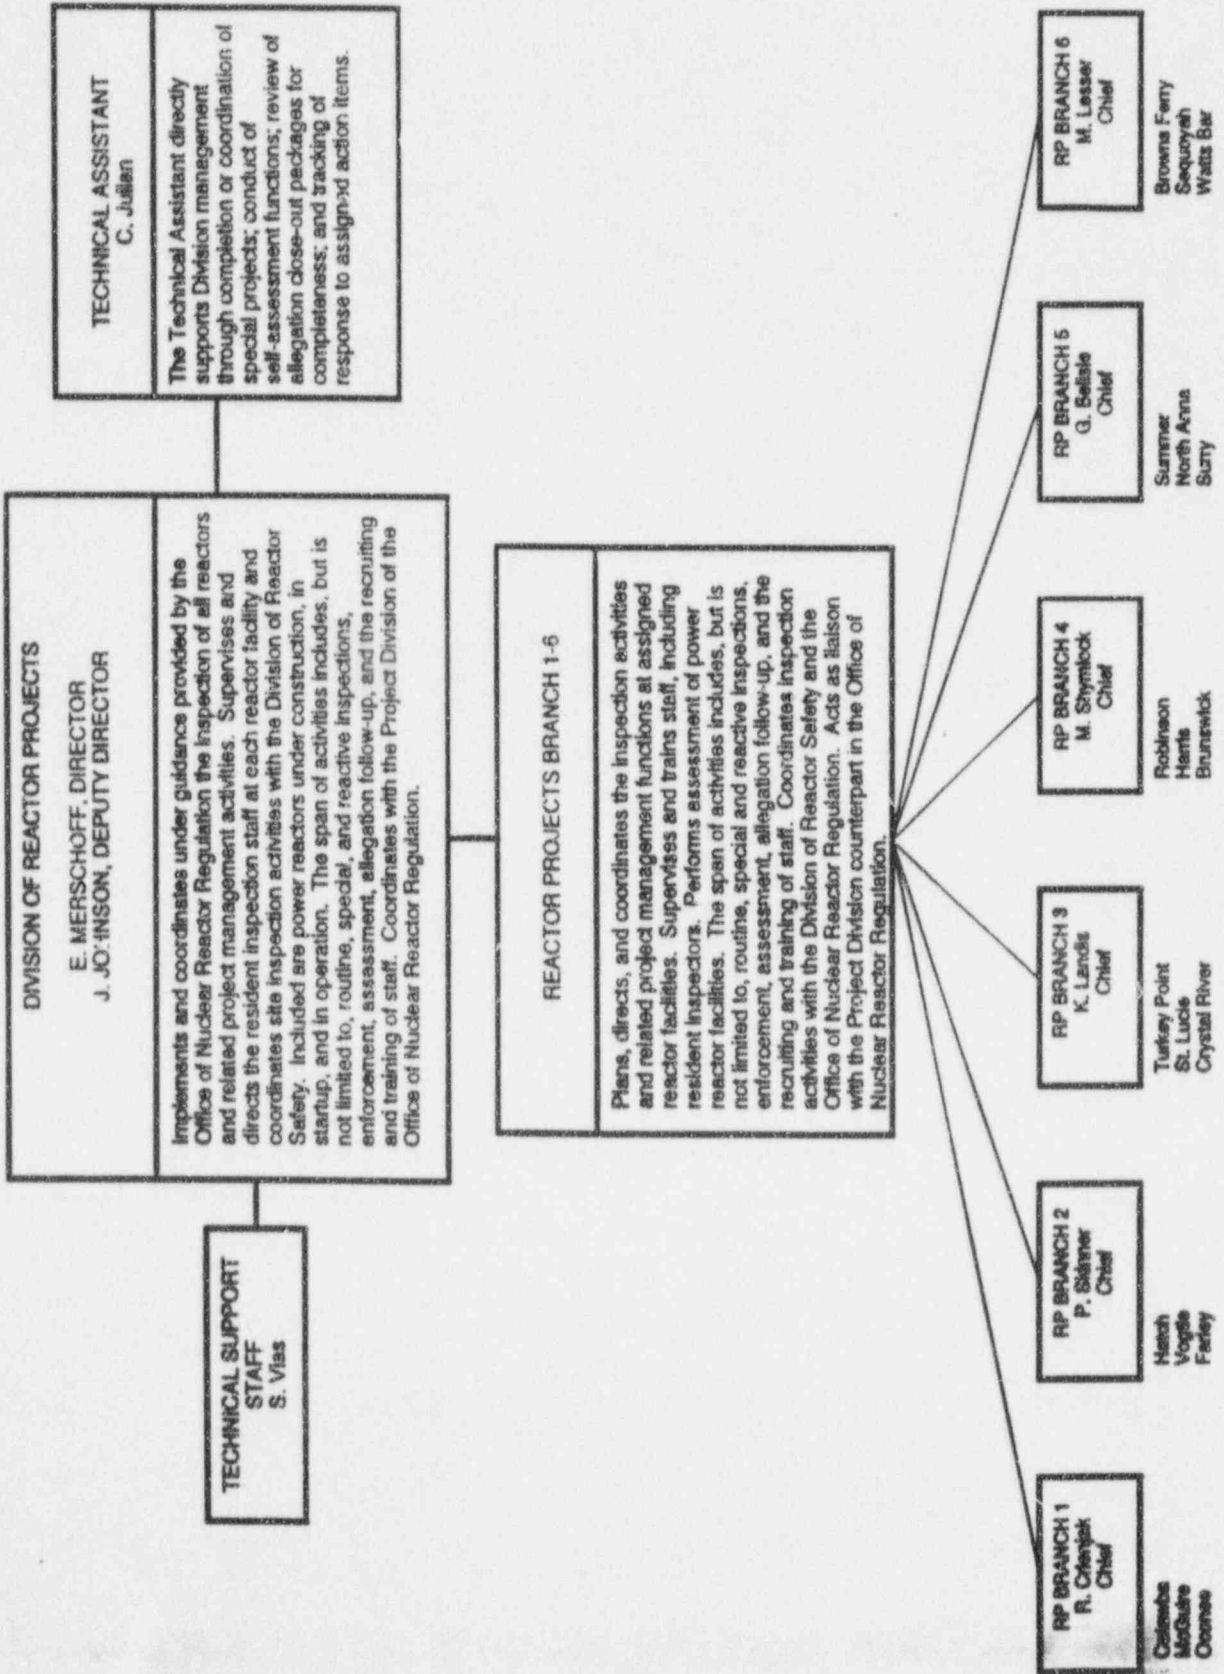 DIVISION OF REACTOR PROJECTS
E. MERSCHOFF, DIRECTOR
J. JOHNSON, DEPUTY DIRECTOR
Implements and coordinates under guidance provided by the
Office of Nuclear Reactor Regulation the inspection of all reactors
and related project management activities. Supervises and
directs the resident inspection staff at each reactor facility and
coordinates site inspection activities with the Division of Reactor
Safety. Included are power reactors under construction, in
startup, and in operation. The span of activities includes, but is
not limited to, routine, special, and reactive inspections,
enforcement, assessment, allegation follow-up, and the recruiting
and training of staff. Coordinates with the Project Division of the
Office of Nuclear Reactor Regulation.
TECHNICAL SUPPORT
STAFF
S. Vias
TECHNICAL ASSISTANT
C. Julian
The Technical Assistant directly
supports Division management
through completion or coordination of
special projects; conduct of
self-assessment functions; review of
allegation close-out packages for
completeness; and tracking of
response to assigned action items.
REACTOR PROJECTS BRANCH 1-6
Plans, directs, and coordinates the inspection activities
and related project management functions at assigned
reactor facilities. Supervises and trains staff, including
resident inspectors. Performs assessment of power
reactor facilities. The span of activities includes, but is
not limited to, routine, special and reactive inspections,
enforcement, assessment, allegation follow-up, and the
recruiting and training of staff. Coordinates inspection
activities with the Division of Reactor Safety and the
Office of Nuclear Reactor Regulation. Acts as liaison
with the Project Division counterpart in the Office of
Nuclear Reactor Regulation.
RP BRANCH 1
R. Crlenjak
Chief
Catawba
McGuire
Oconee
RP BRANCH 2
P. Skinner
Chief
Hatch
Vogtle
Farley
RP BRANCH 3
K. Landis
Chief
Turkey Point
St. Lucie
Crystal River
RP BRANCH 4
M. Shymlock
Chief
Robinson
Harris
Brunswick
RP BRANCH 5
G. Belisle
Chief
Summer
North Anna
Surry
RP BRANCH 6
M. Lesser
Chief
Browns Ferry
Sequoyah
Watts Bar